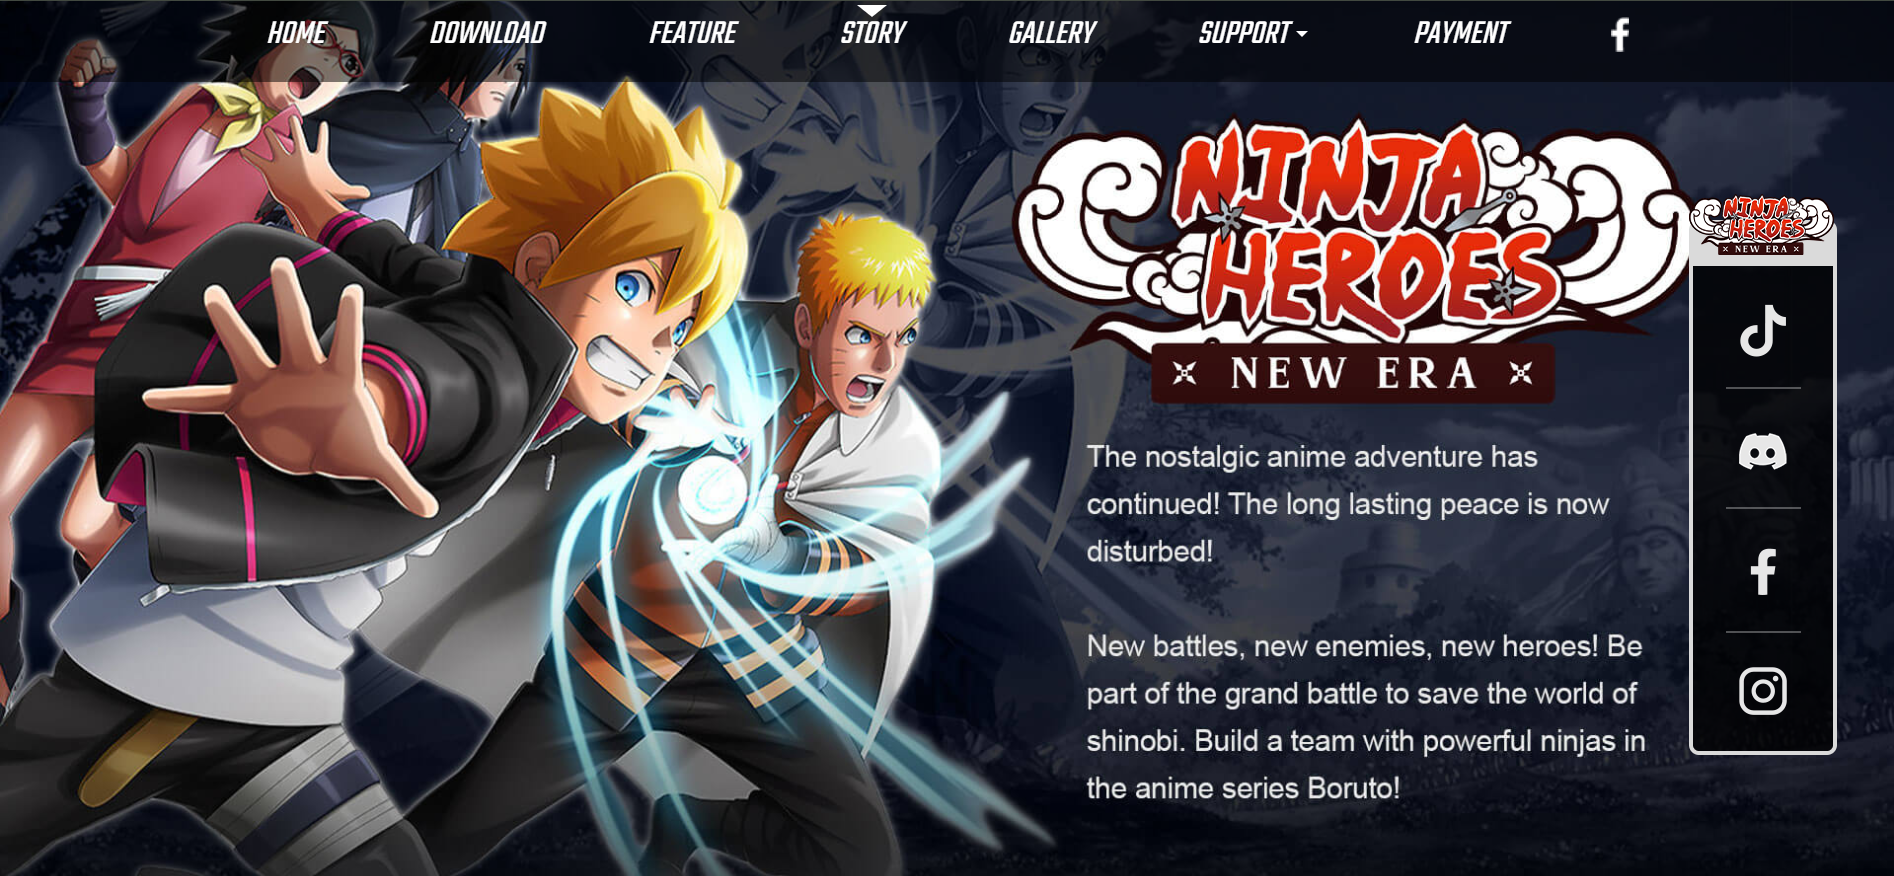 HOME DOWNLOAD FEATURE STORY GALLERY SUPPORT PAYMENT
NINJA
HEROES
NEW ERA
NINJA
HEROES
NEW ERA
The nostalgic anime adventure has
continued! The long lasting peace is now
disturbed!
New battles, new enemies, new heroes! Be
part of the grand battle to save the world of
shinobi. Build a team with powerful ninjas in
the anime series Boruto!